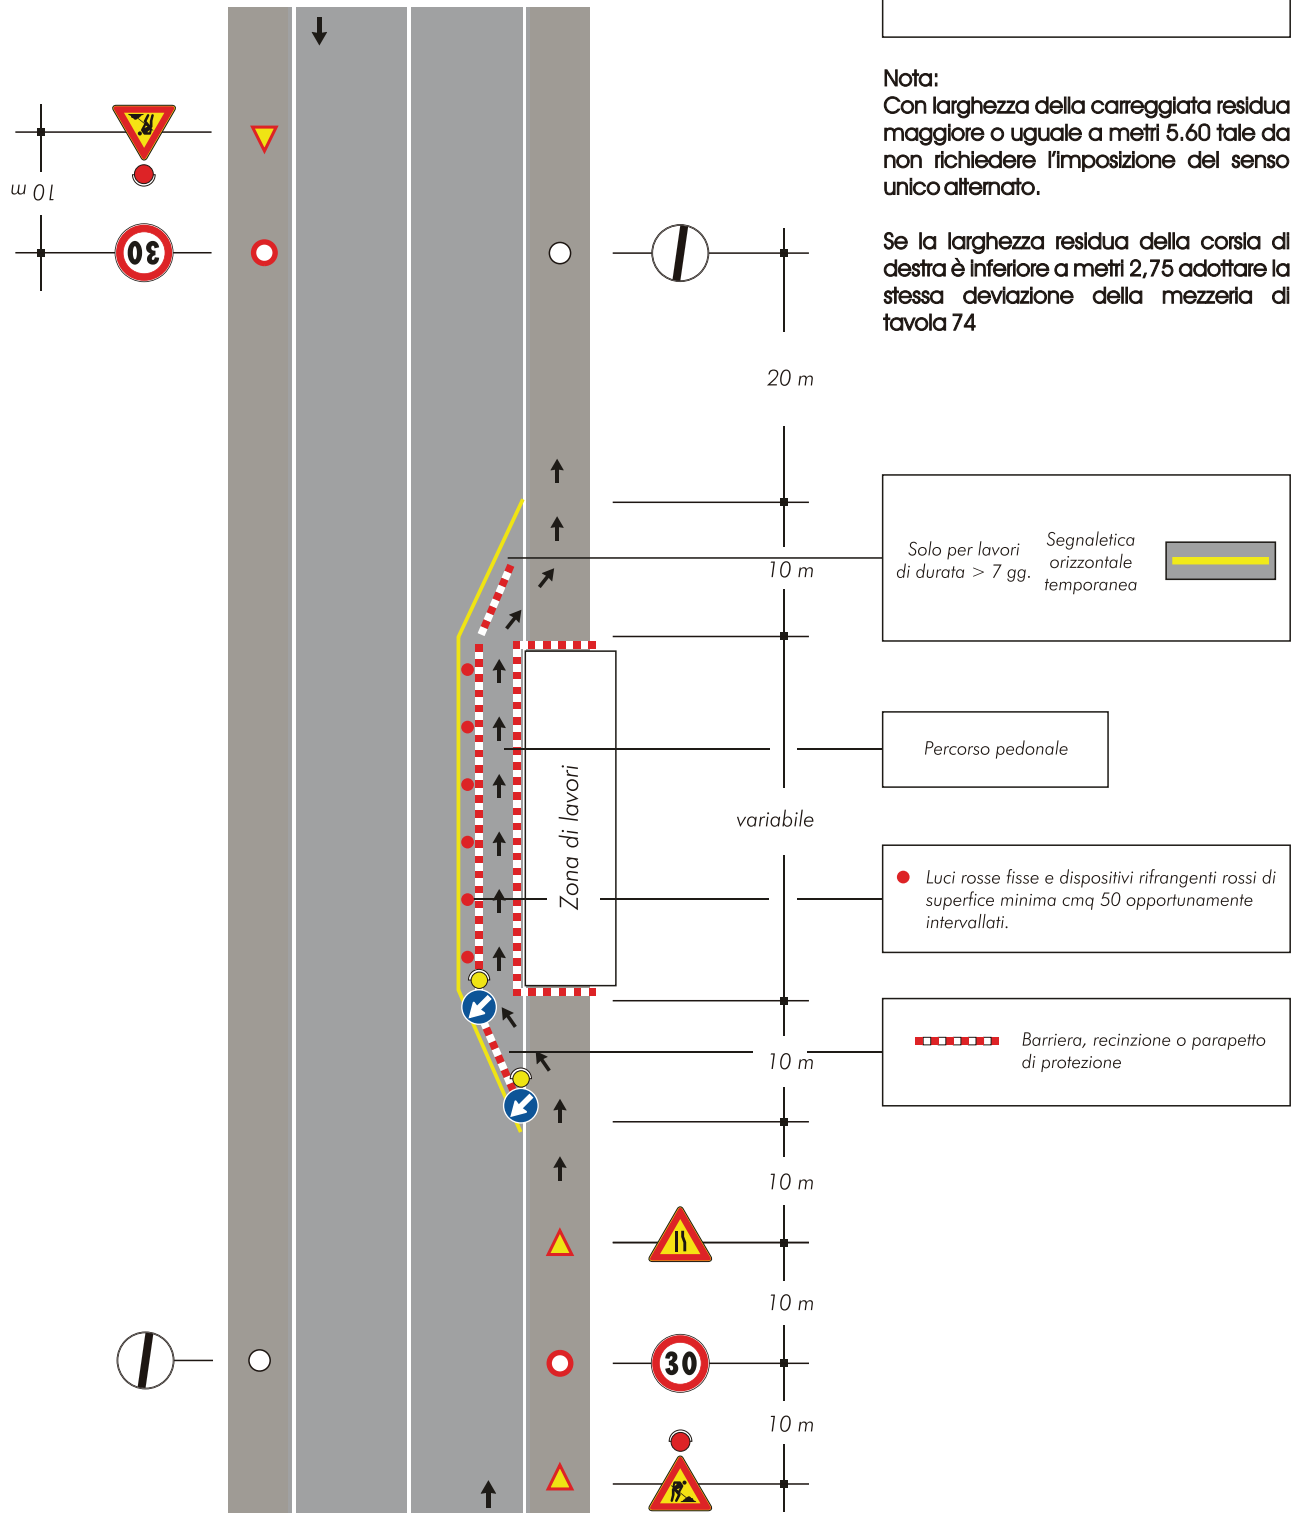 Nota:
Con larghezza della carreggiata residua
maggiore o uguale a metri 5.60 tale da
non richiedere l'imposizione del senso
unico alternato.
Se la larghezza residua della corsia di
destra è inferiore a metri 2,75 adottare la
stessa deviazione della mezzeria di
tavola 74
10 m
30
20 m
10 m
Solo per lavori
di durata > 7 gg.
Segnaletica
orizzontale
temporanea
Percorso pedonale
Zona di lavori
variabile
Luci rosse fisse e dispositivi rifrangenti rossi di
superfice minima cmq 50 opportunamente
intervallati.
Barriera, recinzione o parapetto
di protezione
10 m
10 m
10 m
30
10 m